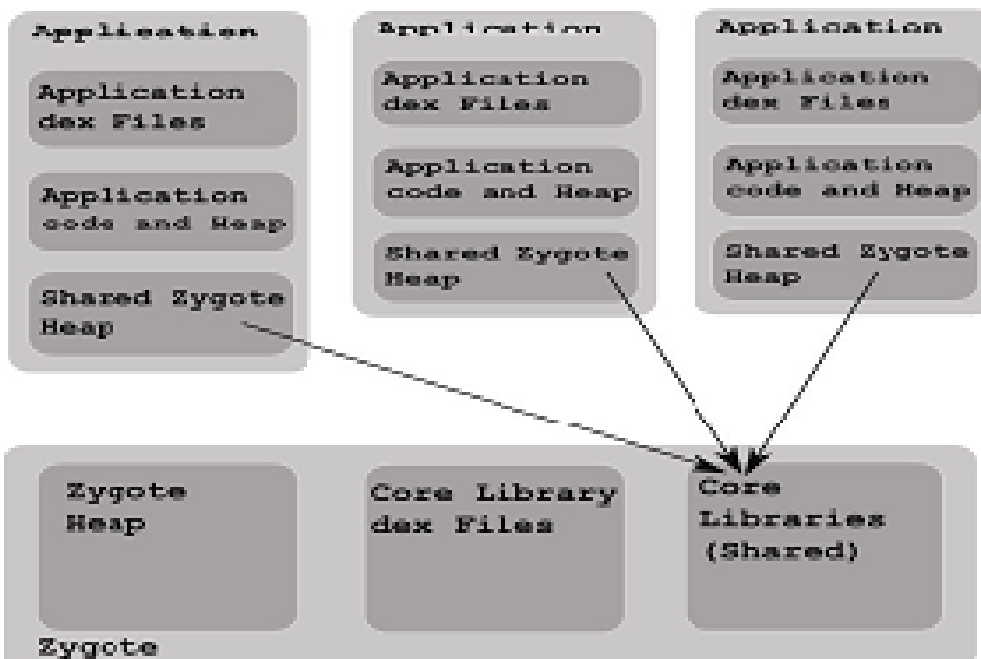 Application
Application
dex Files
Application
code and Heap
Shared Zygote
Heap
Application
Application
dex Files
Application
code and Heap
Shared Zygote
Heap
Application
Application
dex Files
Application
code and Heap
Shared Zygote
Heap
Zygote
Heap
Core Library
dex Files
Core
Libraries
(Shared)
Zygote